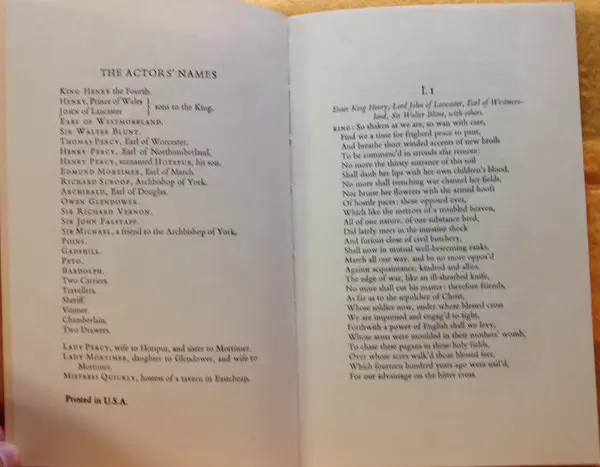 THE ACTORS' NAMES
KING HENRY the Fourth.
HENRY, Prince of Wales } sons to the King,
JOHN of Lancaster
EARL OF WESTMORELAND.
SIR WALTER BLUNT.
THOMAS PERCY, Earl of Worcester.
HENRY PERCY, Earl of Northumberland,
HENRY PERCY, surnamed HOTSPUR, his son.
EDMUND MORTIMER, Earl of March.
RICHARD SCROOP, Archbishop of York.
ARCHIBALD, Earl of Douglas.
OWEN GLENDOWER.
SIR RICHARD VERNON.
SIR JOHN FALSTAFF.
SIR MICHAEL, a friend to the Archbishop of York,
POINS.
GADSHILL.
PETO.
BARDOLPH.
Two Carriers.
Travellers.
Sheriff.
Vintner.
Chamberlain,
Two Drawers.
LADY PERCY, wife to Hotspur, and sister to Mortimer.
LADY MORTIMER, daughter to Glendower, and wife to
Mortimer.
MISTRESS QUICKLY, hostess of a tavern in Eastcheap.
Printed in U.S.A.
I. 1
Enter King Henry, Lord John of Lancaster, Earl of Westmore-
land, Sir Walter Blunt, with others.
KING: So shaken as we are, so wan with care,
Find we a time for frighted peace to pant,
And breathe short winded accents of new broils
To be commenc'd in stronds afar remote:
No more the thirsty entrance of this soil
Shall daub her lips with her own children's blood,
No more shall trenching war channel her fields,
Nor bruise her flowrets with the armed hoofs
Of hostile paces: those opposed eyes,
Which like the meteors of a troubled heaven,
All of one nature, of one substance bred,
Did lately meet in the intestine shock
And furious close of civil butchery,
Shall now in mutual well-beseeming ranks,
March all one way, and be no more oppos'd
Against acquaintance, kindred and allies.
The edge of war, like an ill-sheathed knife,
No more shall cut his master: therefore friends,
As far as to the sepulcher of Christ,
Whose soldier now, under whose blessed cross
We are impressed and engag'd to fight,
Forthwith a power of English shall we levy,
Whose arms were moulded in their mothers' womb,
To chase these pagans in those holy fields,
Over whose acres walk'd those blessed feet,
Which fourteen hundred years ago were nail'd,
For our advantage on the bitter cross.